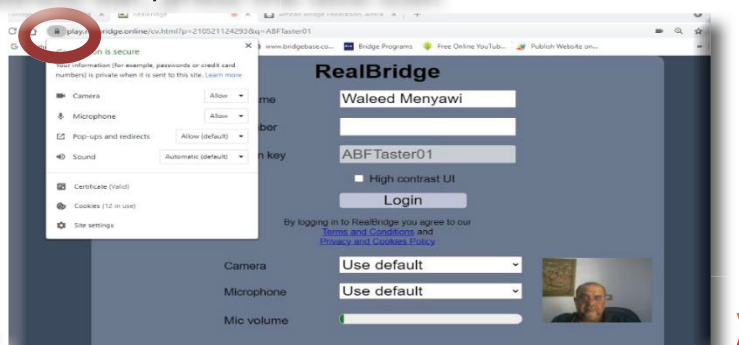 RealBridge
play.realbridge.online/cv.html?p=210521124293&q=ABFTaster01
www.bridgebase.co... Bridge Programs Free Online YouTub... Publish Website on...
is secure
Your information (for example, passwords or credit card
numbers) is private when it is sent to this site. Learn more
Camera Allow
Microphone Allow
Pop-ups and redirects Allow (default)
Sound Automatic (default)
Certificate (Valid)
Cookies (12 in use)
Site settings
RealBridge
Waleed Menyawi
key ABFTaster01
High contrast UI
Login
By logging in to RealBridge you agree to our
Terms and Conditions and
Privacy and Cookies Policy
Camera Use default
Microphone Use default
Mic volume